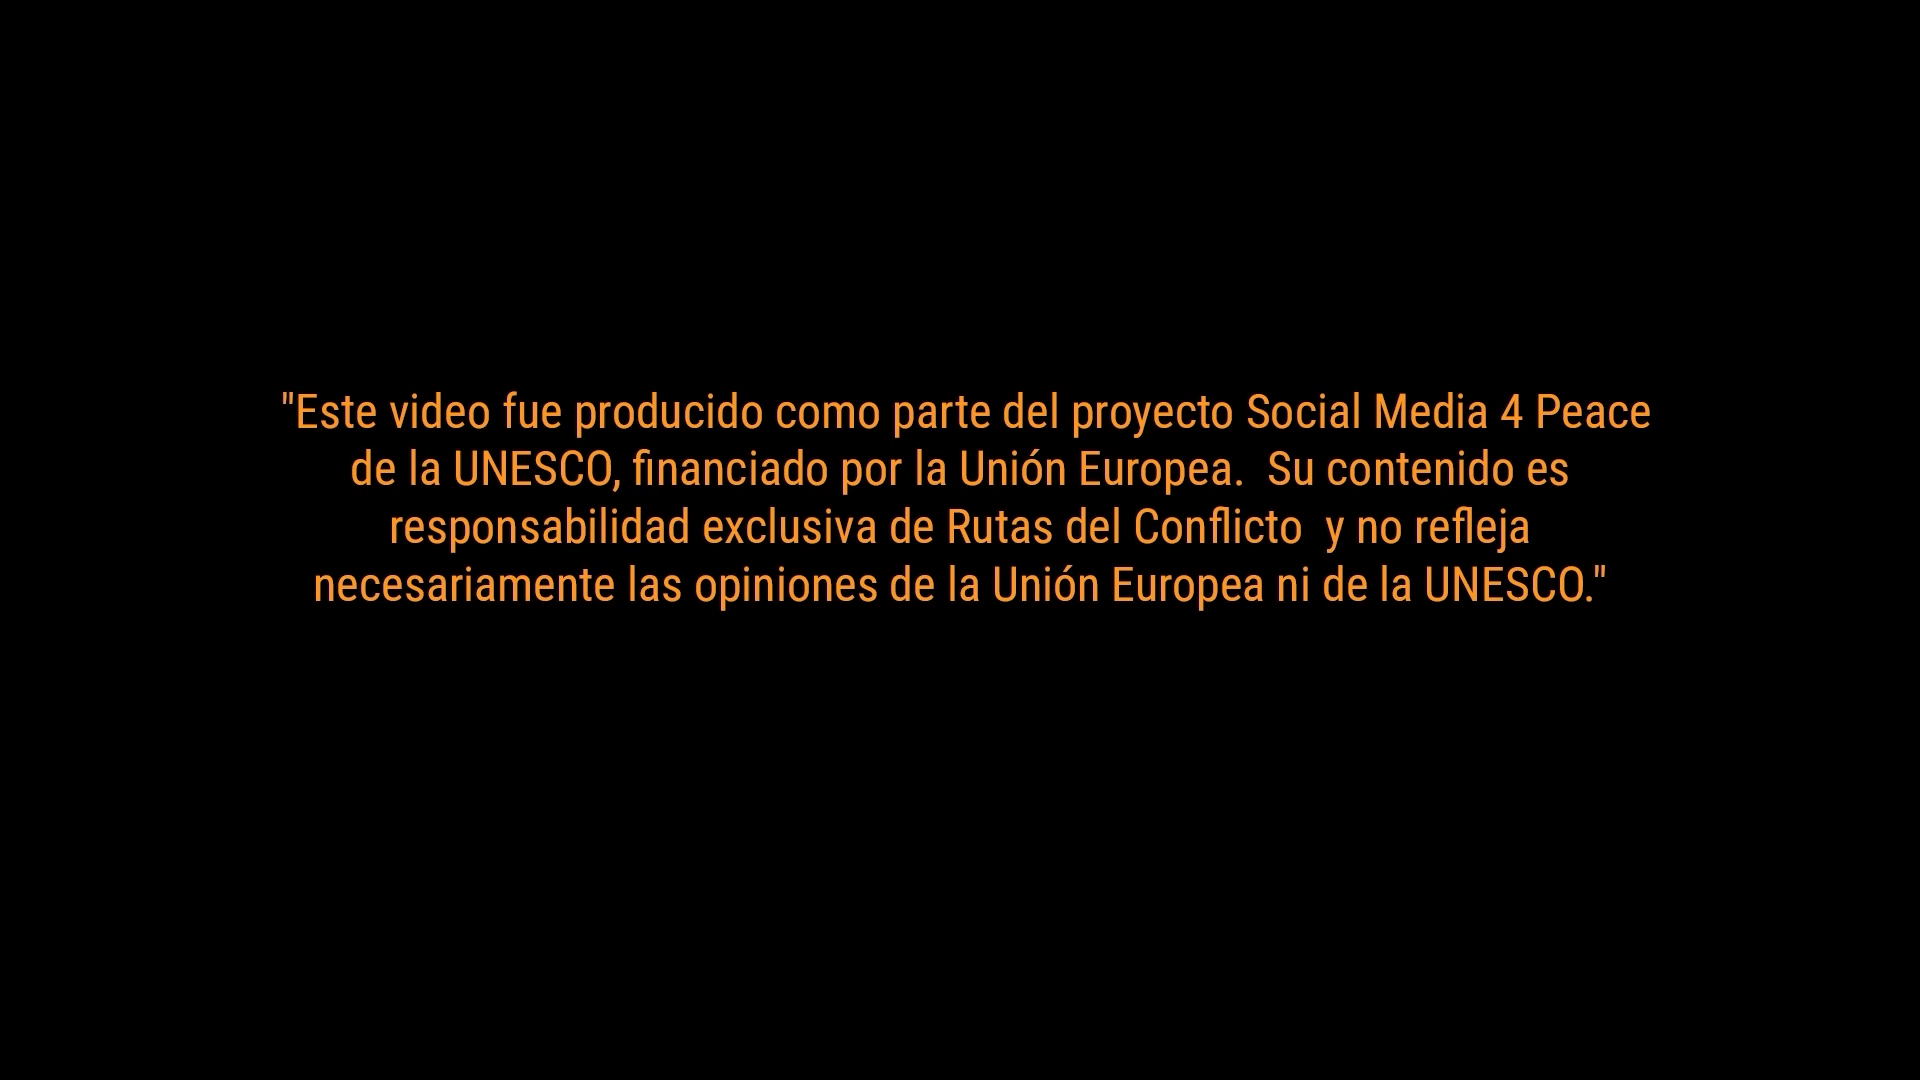 "Este video fue producido como parte del proyecto Social Media 4 Peace
de la UNESCO, financiado por la Unión Europea.  Su contenido es
responsabilidad exclusiva de Rutas del Conflicto  y no refleja
necesariamente las opiniones de la Unión Europea ni de la UNESCO."